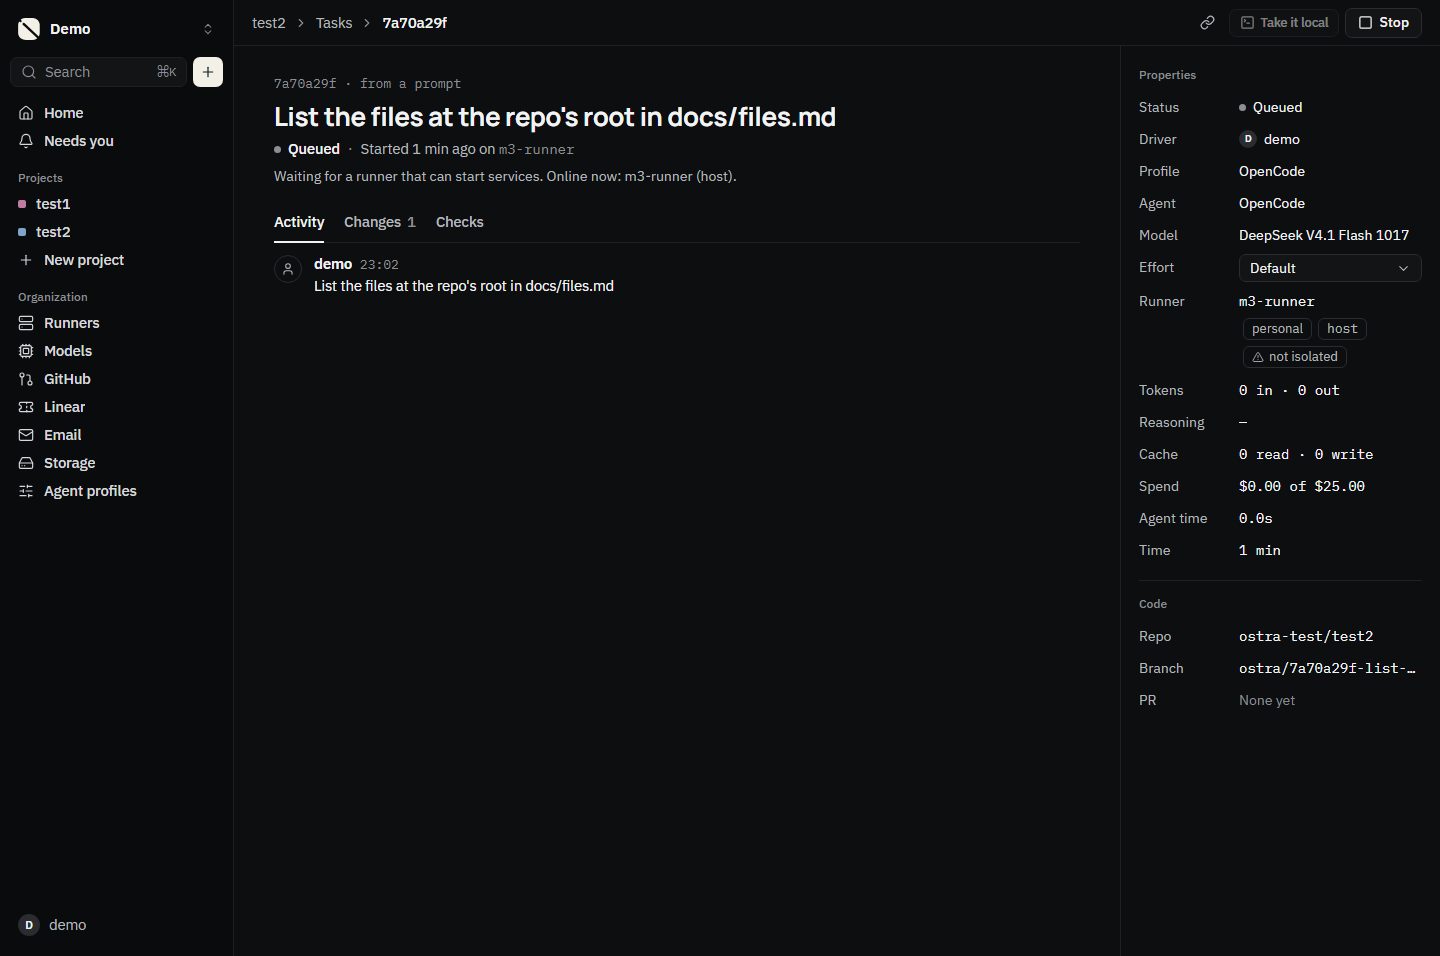 Demo
Search ⌘K
Home
Needs you
Projects
test1
test2
New project
Organization
Runners
Models
GitHub
Linear
Email
Storage
Agent profiles
D demo
test2 > Tasks > 7a70a29f
Take it local
Stop
7a70a29f · from a prompt
List the files at the repo's root in docs/files.md
Queued · Started 1 min ago on m3-runner
Waiting for a runner that can start services. Online now: m3-runner (host).
Activity Changes 1 Checks
demo 23:02
List the files at the repo's root in docs/files.md
Properties
Status Queued
Driver D demo
Profile OpenCode
Agent OpenCode
Model DeepSeek V4.1 Flash 1017
Effort Default
Runner m3-runner
personal host
not isolated
Tokens 0 in · 0 out
Reasoning —
Cache 0 read · 0 write
Spend $0.00 of $25.00
Agent time 0.0s
Time 1 min
Code
Repo ostra-test/test2
Branch ostra/7a70a29f-list-…
PR None yet